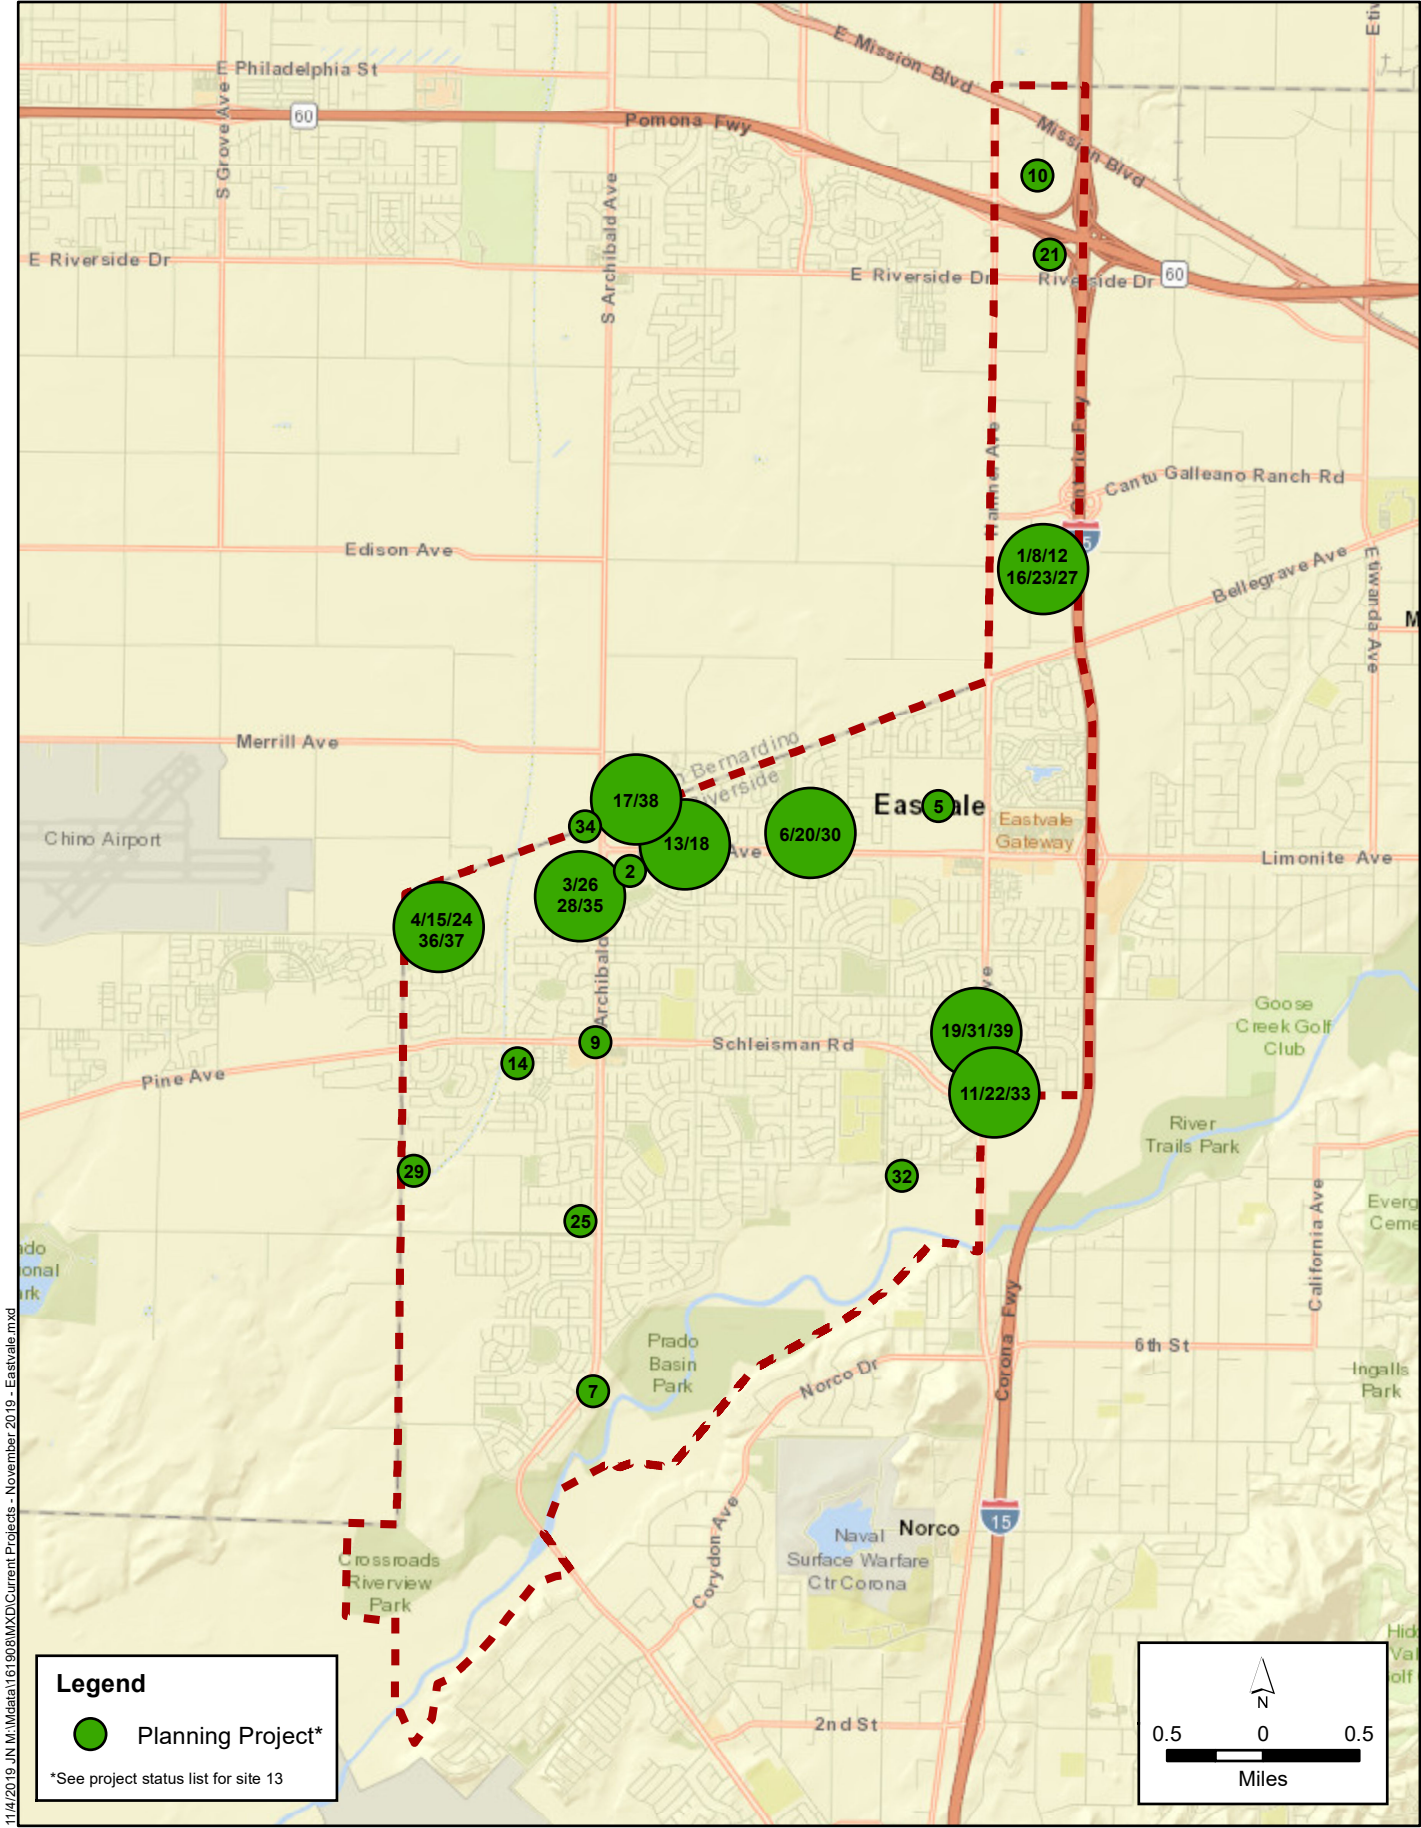 E Philadelphia St
S Grove Ave
60
Pomona Fwy
E Mission Blvd
Mission Blvd
10
21
E Riverside Dr
S Archibald Ave
E Riverside Dr
Riverside Dr
60
Cantu Galleano Ranch Rd
Edison Ave
1/8/12
16/23/27
Bellegrave Ave
Etiwanda Ave
Merrill Ave
17/38
34
13/18
6/20/30
5
Eastvale
Eastvale
Gateway
Chino Airport
Ave
Limonite Ave
2
3/26
28/35
4/15/24
36/37
Archibald
9
14
Schleisman Rd
19/31/39
11/22/33
Pine Ave
Goose
Creek Golf
Club
River
Trails Park
29
32
25
California Ave
Prado
Basin
Park
7
Norco Dr
Corona Fwy
6th St
Ingalls
Park
Corydon Ave
Naval
Surface Warfare
Ctr Corona
Norco
15
Crossroads
Riverview
Park
2nd St
Legend
Planning Project*
*See project status list for site 13
N
0.5 0 0.5
Miles
11/4/2019 JN M:\Mdata\161908\MXD\Current Projects - November 2019 - Eastvale.mxd